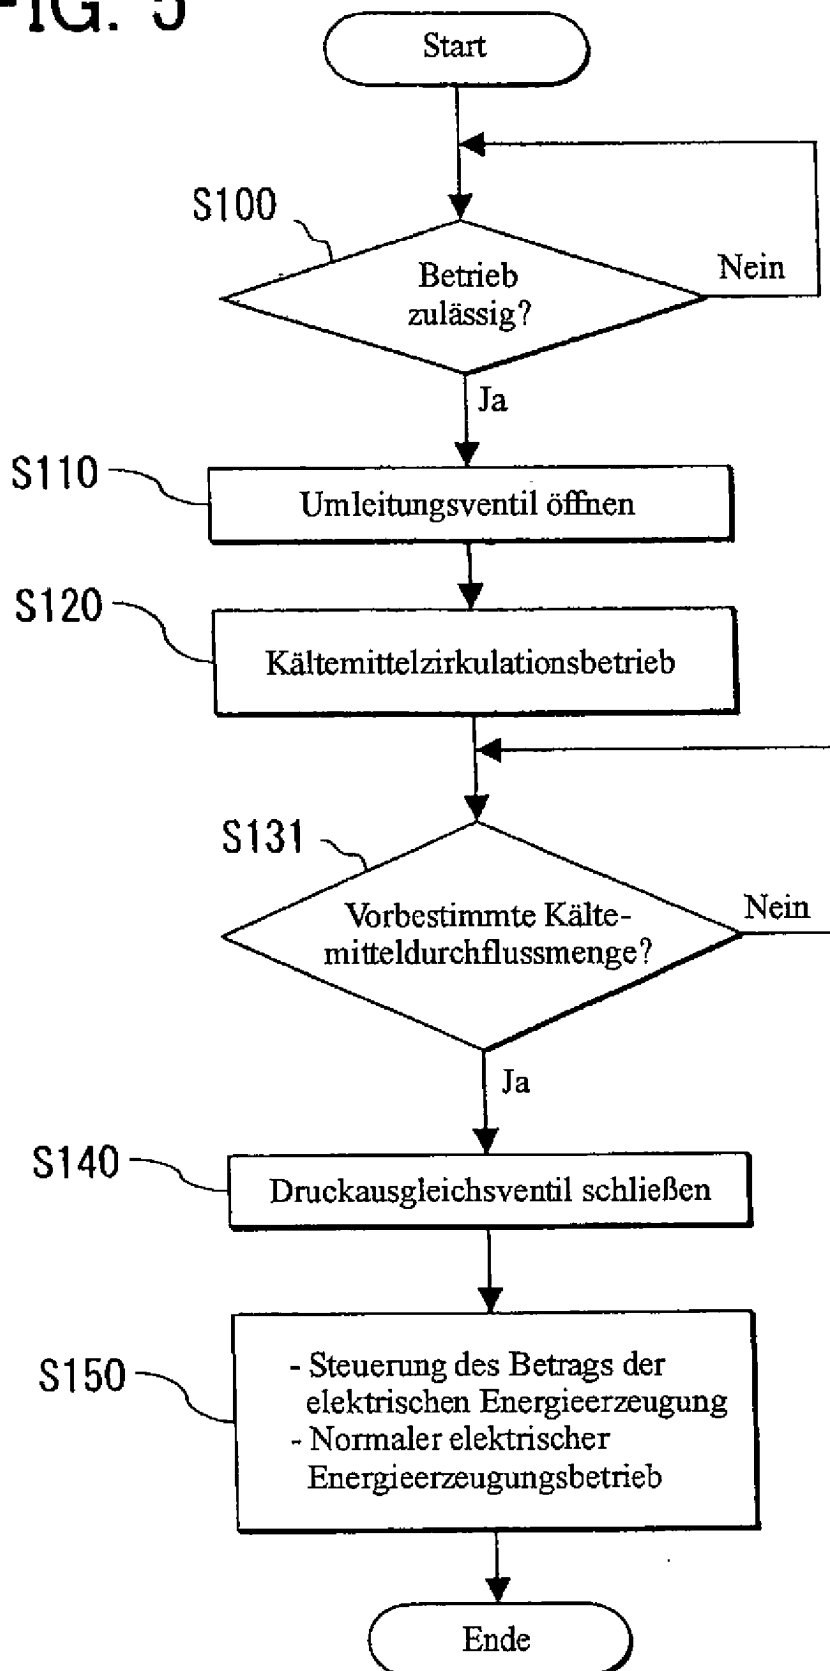 FIG. 5
Start
S100
Betrieb
zulässig?
Nein
Ja
S110
Umleitungsventil öffnen
S120
Kältemittelzirkulationsbetrieb
S131
Vorbestimmte Kälte-
mitteldurchflussmenge?
Nein
Ja
S140
Druckausgleichsventil schließen
S150
- Steuerung des Betrags der
elektrischen Energieerzeugung
- Normaler elektrischer
Energieerzeugungsbetrieb
Ende